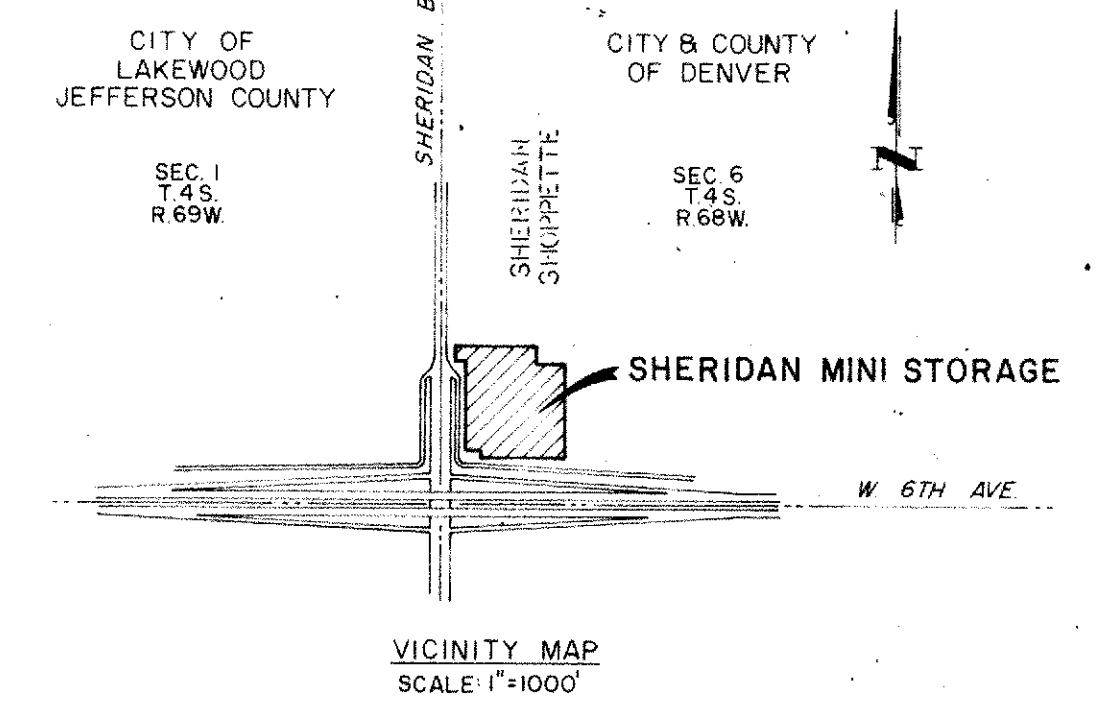 CITY OF
LAKEWOOD
JEFFERSON COUNTY
SEC. 1
T.4S.
R.69W.
SHERIDAN B
SHERIDAN
SHOPPETTE
CITY & COUNTY
OF DENVER
SEC. 6
T.4S.
R.68W.
N
SHERIDAN MINI STORAGE
W. 6TH AVE.
VICINITY MAP
SCALE: 1"=1000'